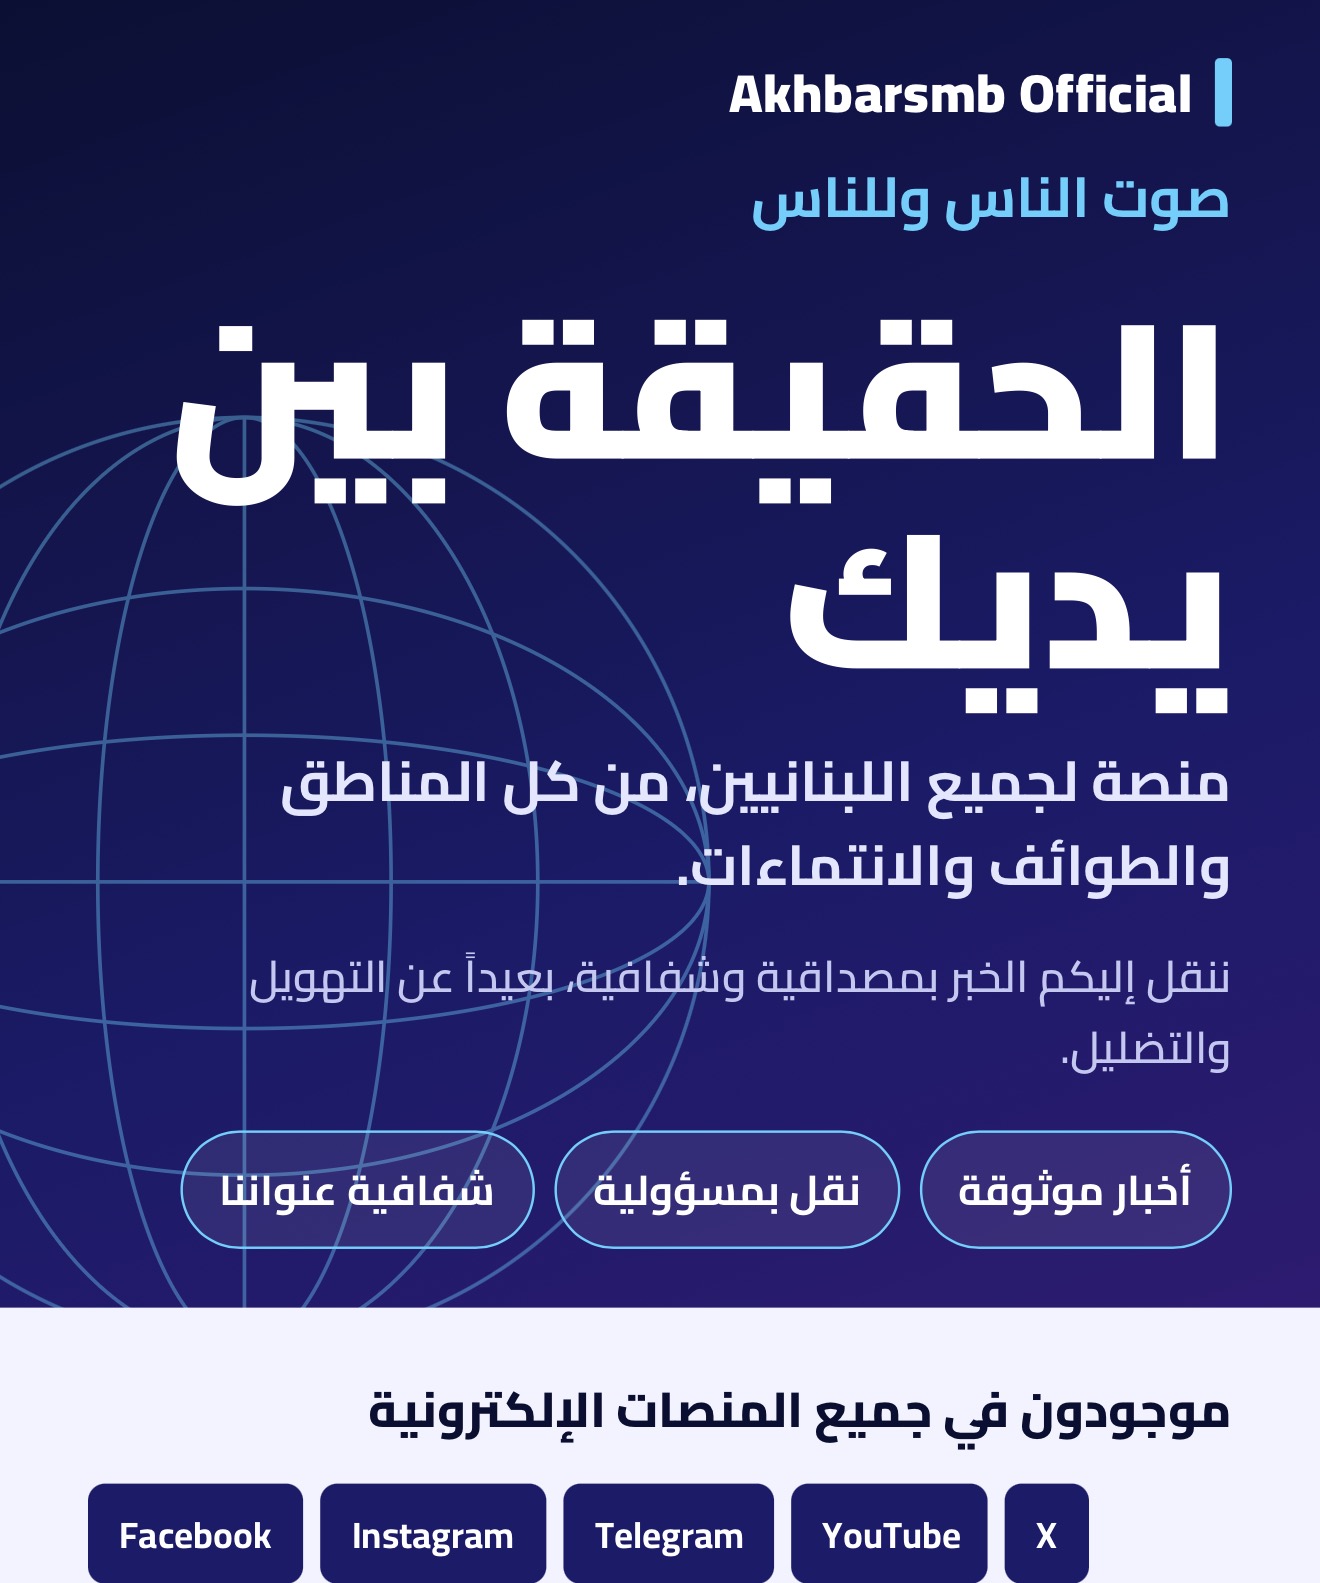 Akhbarsmb Official
صوت الناس وللناس
الحقيقة بين
يديك
منصة لجميع اللبنانيين، من كل المناطق
والطوائف والانتماءات.
ننقل إليكم الخبر بمصداقية وشفافية، بعيداً عن التهويل
والتضليل.
أخبار موثوقة
نقل بمسؤولية
شفافية عنواننا
موجودون في جميع المنصات الإلكترونية
Facebook Instagram Telegram YouTube X